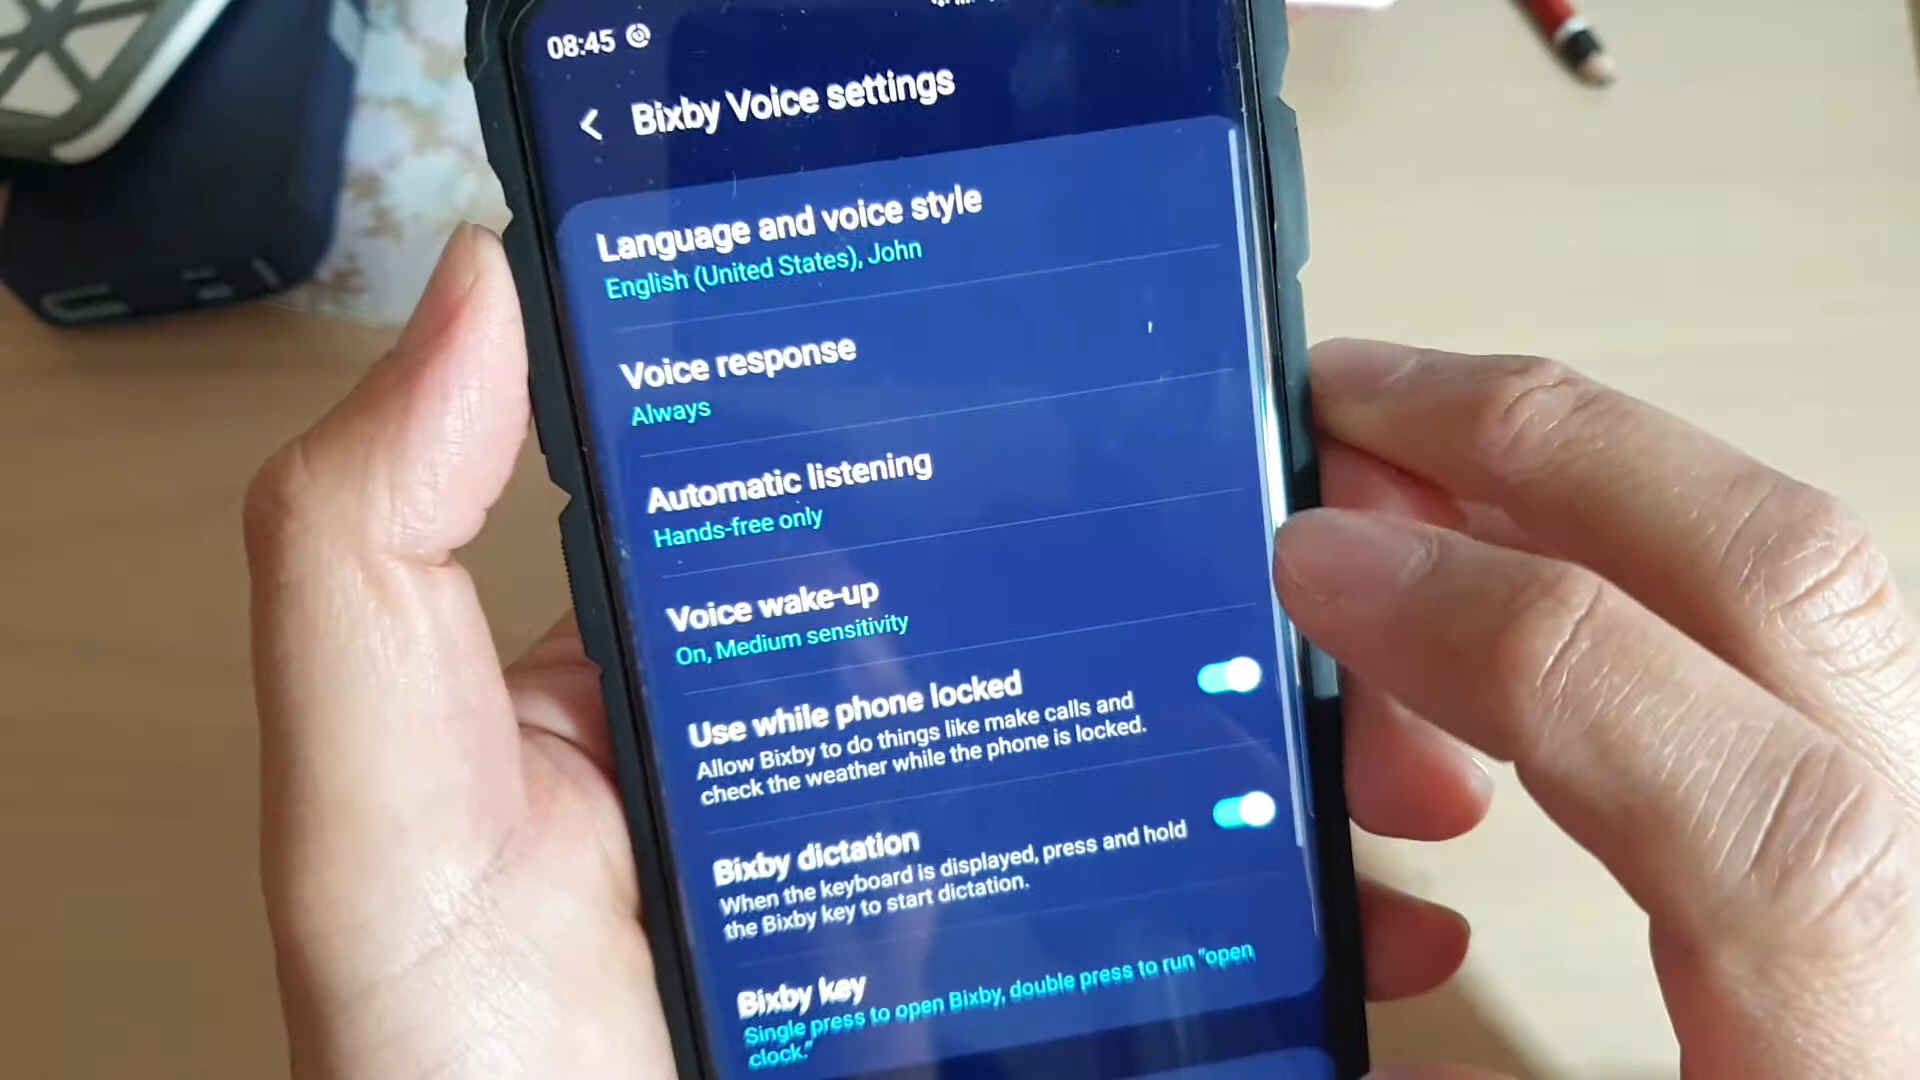 08:45
Bixby Voice settings
Language and voice style
English (United States), John
Voice response
Always
Automatic listening
Hands-free only
Voice wake-up
On, Medium sensitivity
Use while phone locked
Allow Bixby to do things like make calls and
check the weather while the phone is locked.
Bixby dictation
When the keyboard is displayed, press and hold
the Bixby key to start dictation.
Bixby key
Single press to open Bixby, double press to run "open
clock."